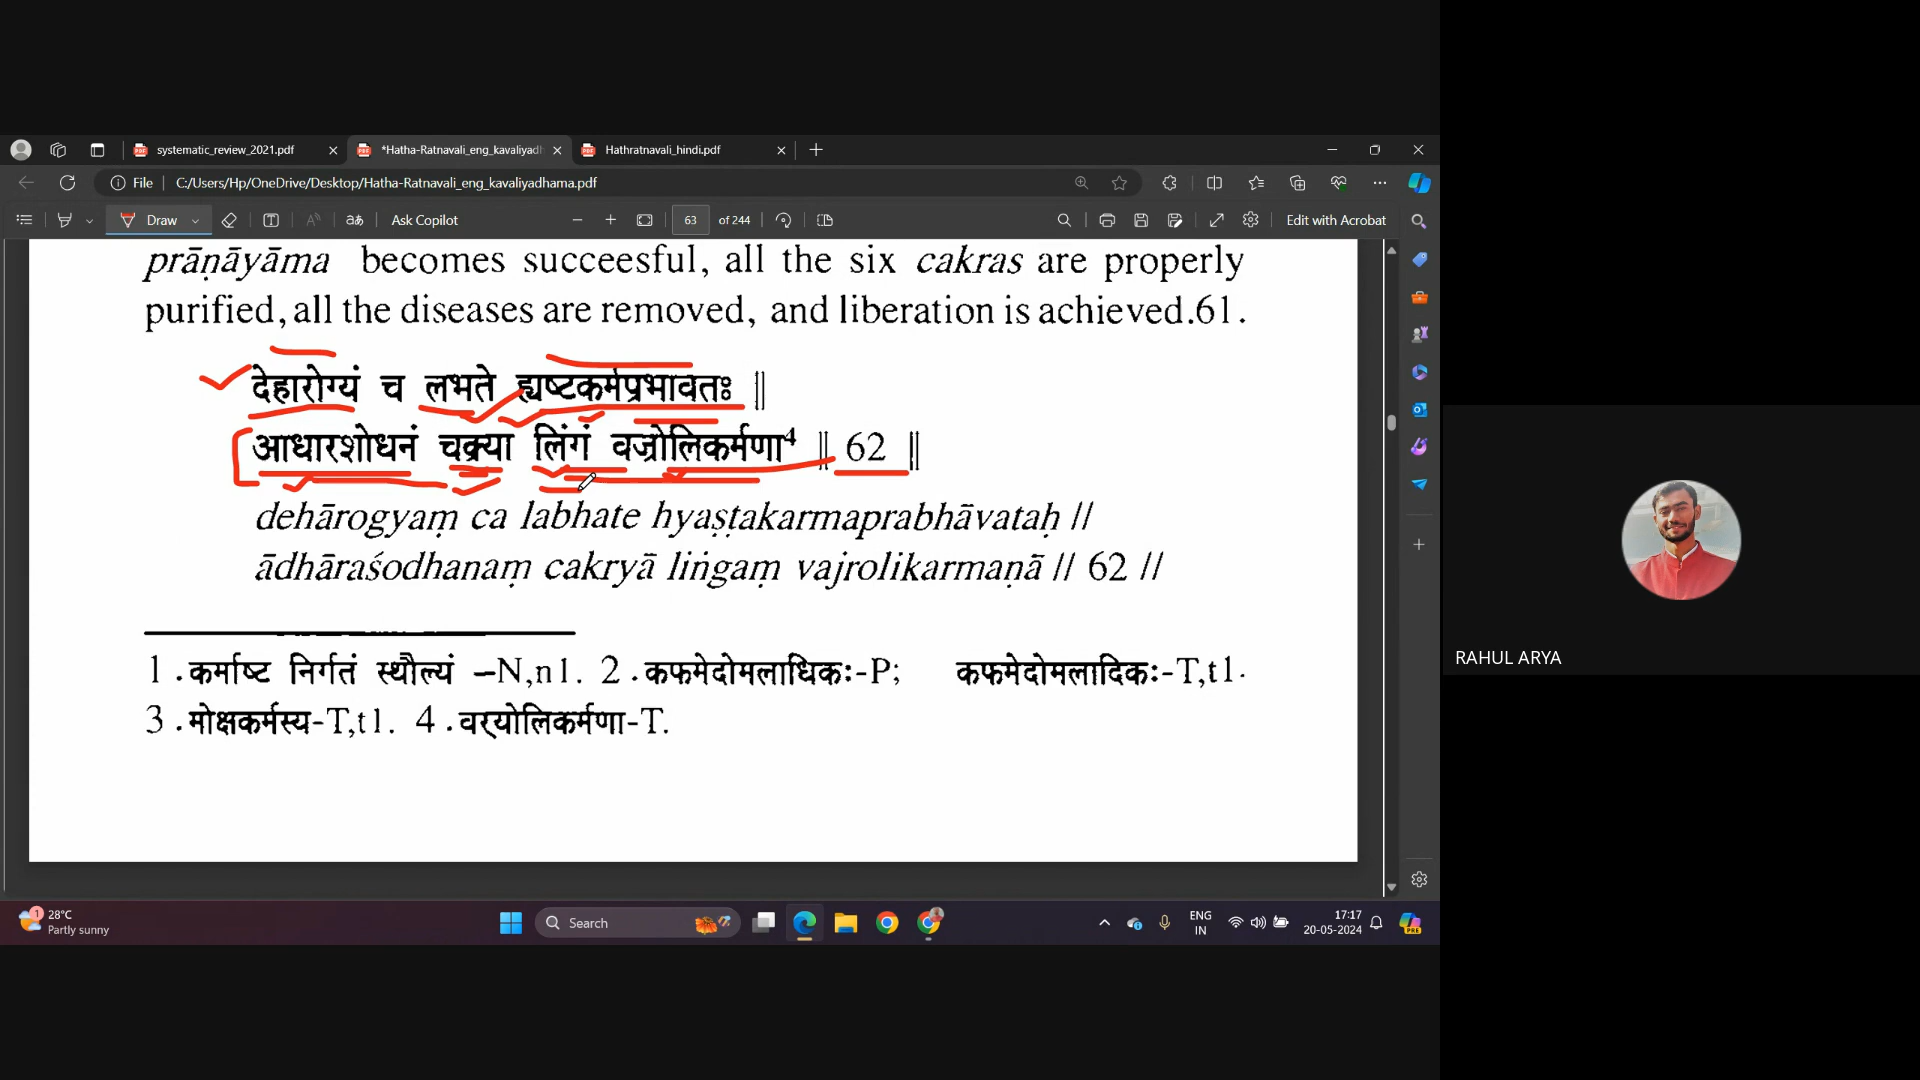 systematic_review_2021.pdf
*Hatha-Ratnavali_eng_kavaliyadh
Hathratnavali_hindi.pdf
File
C:/Users/Hp/OneDrive/Desktop/Hatha-Ratnavali_eng_kavaliyadhama.pdf
Draw
aあ
Ask Copilot
63 of 244
Edit with Acrobat
prāṇāyāma becomes succeesful, all the six cakras are properly
purified, all the diseases are removed, and liberation is achieved.61.
देहारोग्यं च लभते ह्यष्टकर्मप्रभावतः ||
आधारशोधनं चक्र्या लिंगं वज्रोलिकर्मणा4 || 62 ||
dehārogyaṃ ca labhate hyaṣṭakarmaprabhāvataḥ //
ādhāraśodhanaṃ cakryā liṅgaṃ vajrolikarmaṇā // 62 //
1 .कर्माष्ट निर्गतं स्थौल्यं –N,n1. 2 .कफमेदोमलाधिकः-P; कफमेदोमलादिकः-T,t1.
3 .मोक्षकर्मस्य-T,t1. 4 .वर्‍योलिकर्मणा-T.
RAHUL ARYA
1
28°C
Partly sunny
Search
ENG
IN
17:17
20-05-2024
PRE